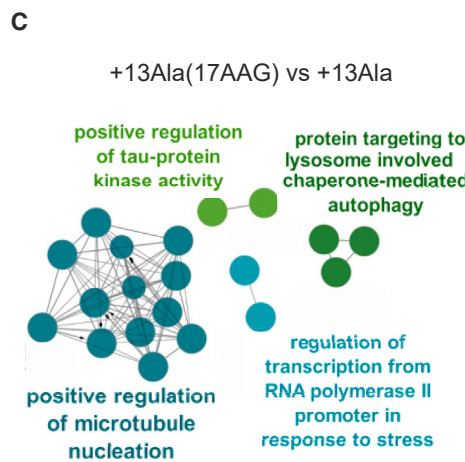 C
+13Ala(17AAG) vs +13Ala
positive regulation
of tau-protein
kinase activity
protein targeting to
lysosome involved
chaperone-mediated
autophagy
regulation of
transcription from
RNA polymerase II
promoter in
response to stress
positive regulation
of microtubule
nucleation